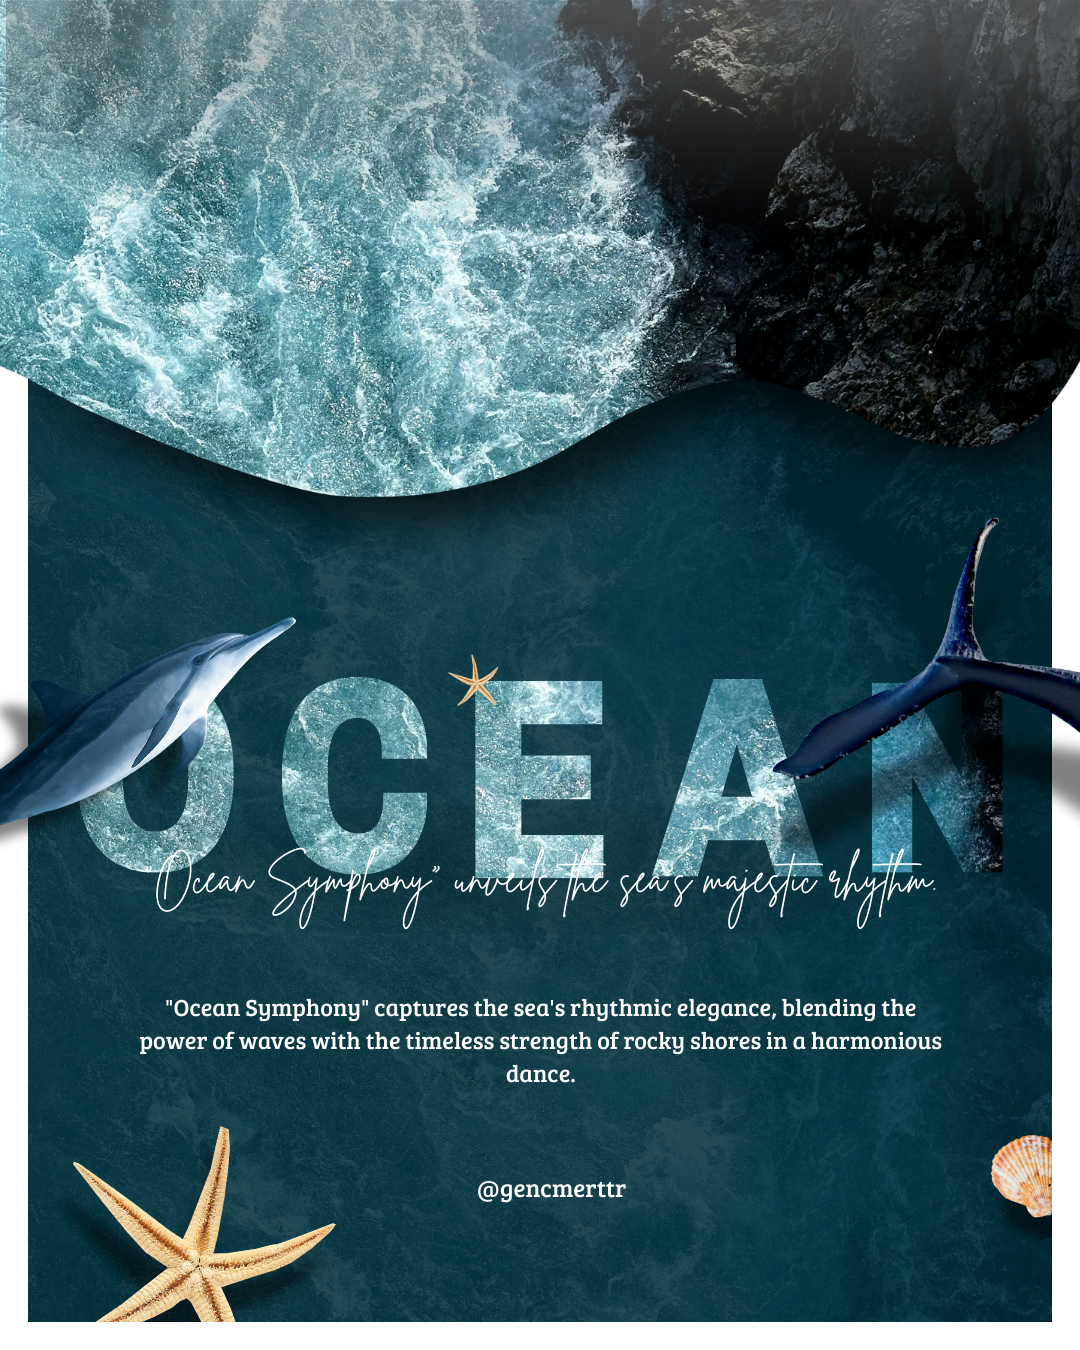 OCEAN
"Ocean Symphony" unveils the sea's majestic rhythm.
"Ocean Symphony" captures the sea's rhythmic elegance, blending the
power of waves with the timeless strength of rocky shores in a harmonious
dance.
@gencmerttr